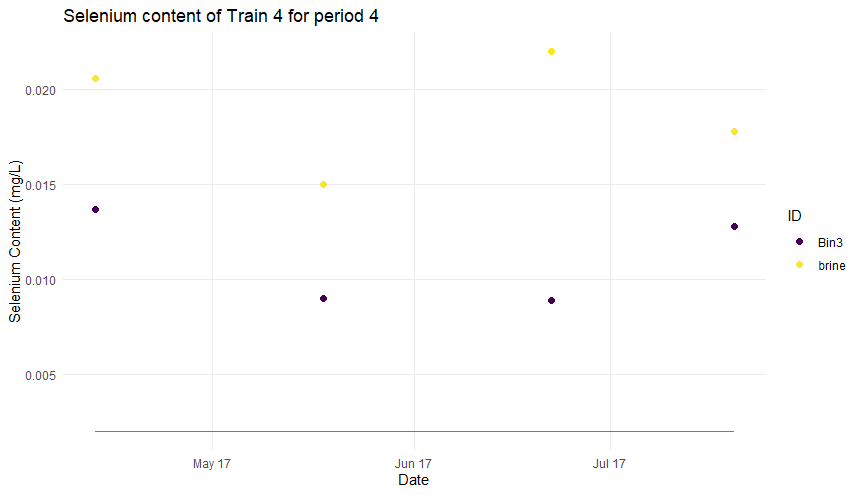 Selenium content of Train 4 for period 4
Selenium Content (mg/L)
0.020
0.015
0.010
0.005
May 17
Jun 17
Jul 17
Date
ID
Bin3
brine